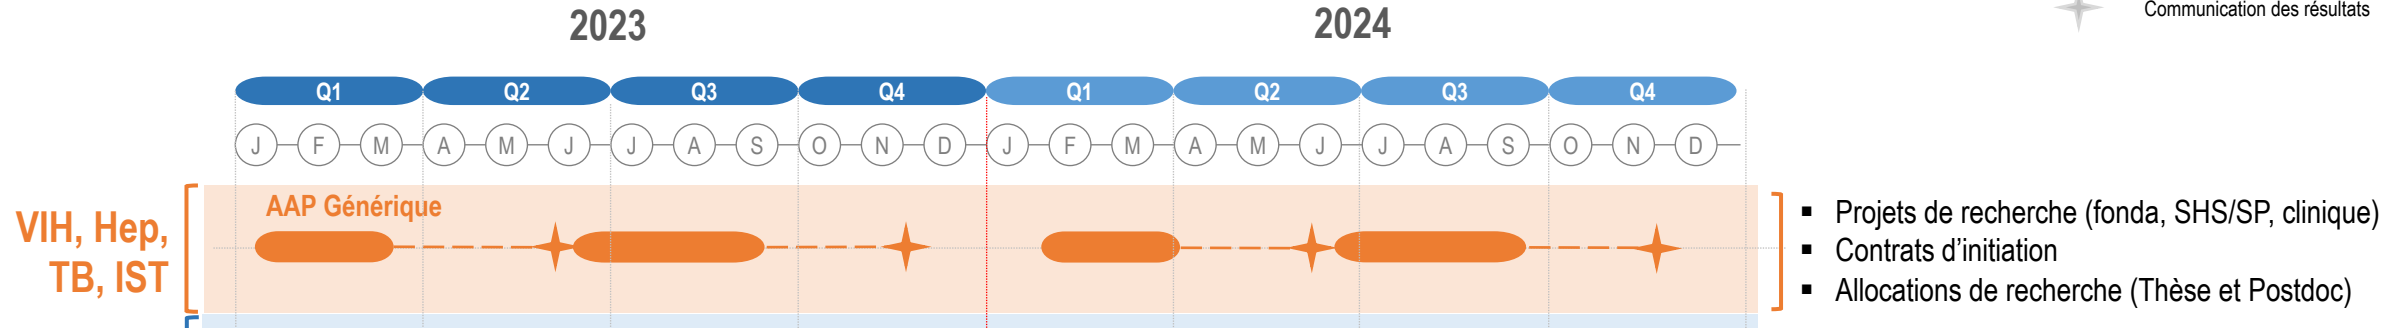 Communication des résultats
2023 2024
Q1 Q2 Q3 Q4 Q1 Q2 Q3 Q4
J F M A M J J A S O N D J F M A M J J A S O N D
AAP Générique
VIH, Hep,
TB, IST
▪ Projets de recherche (fonda, SHS/SP, clinique)
▪ Contrats d’initiation
▪ Allocations de recherche (Thèse et Postdoc)